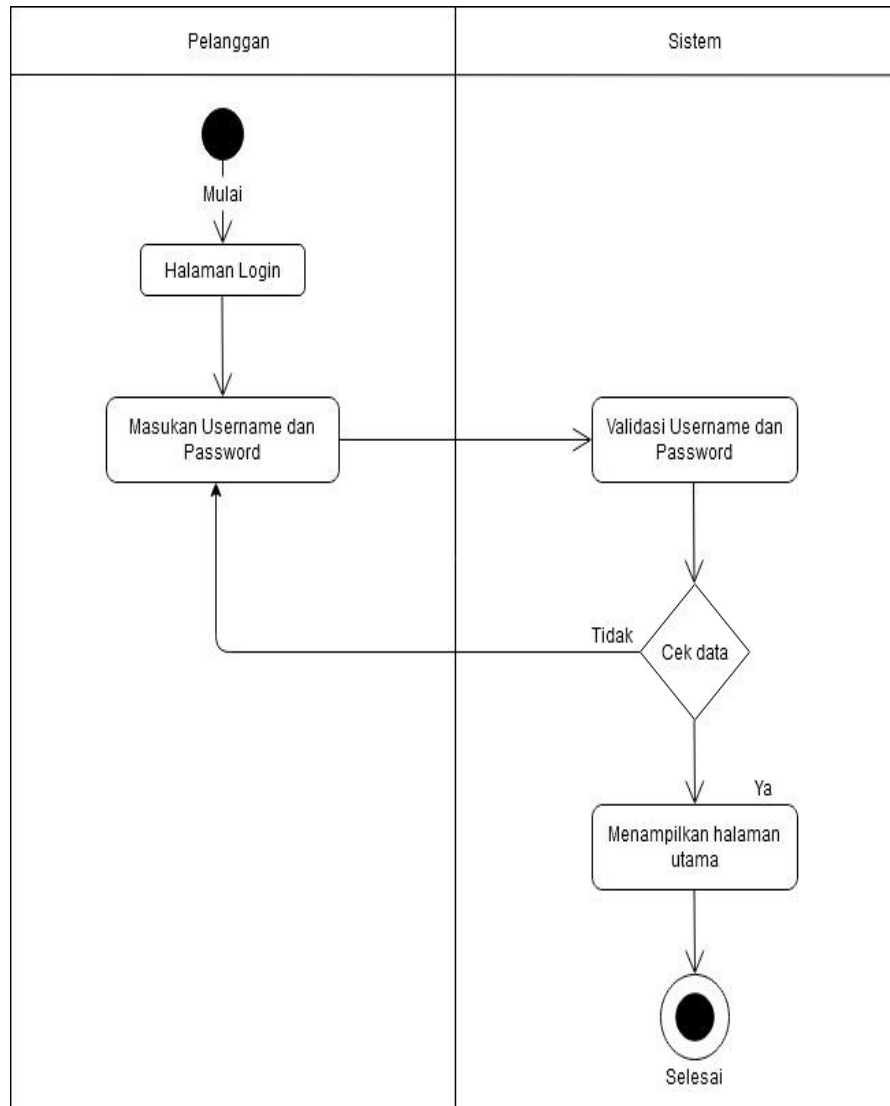 Pelanggan
Sistem
Mulai
Halaman Login
Masukan Username dan
Password
Validasi Username dan
Password
Tidak
Cek data
Ya
Menampilkan halaman
utama
Selesai